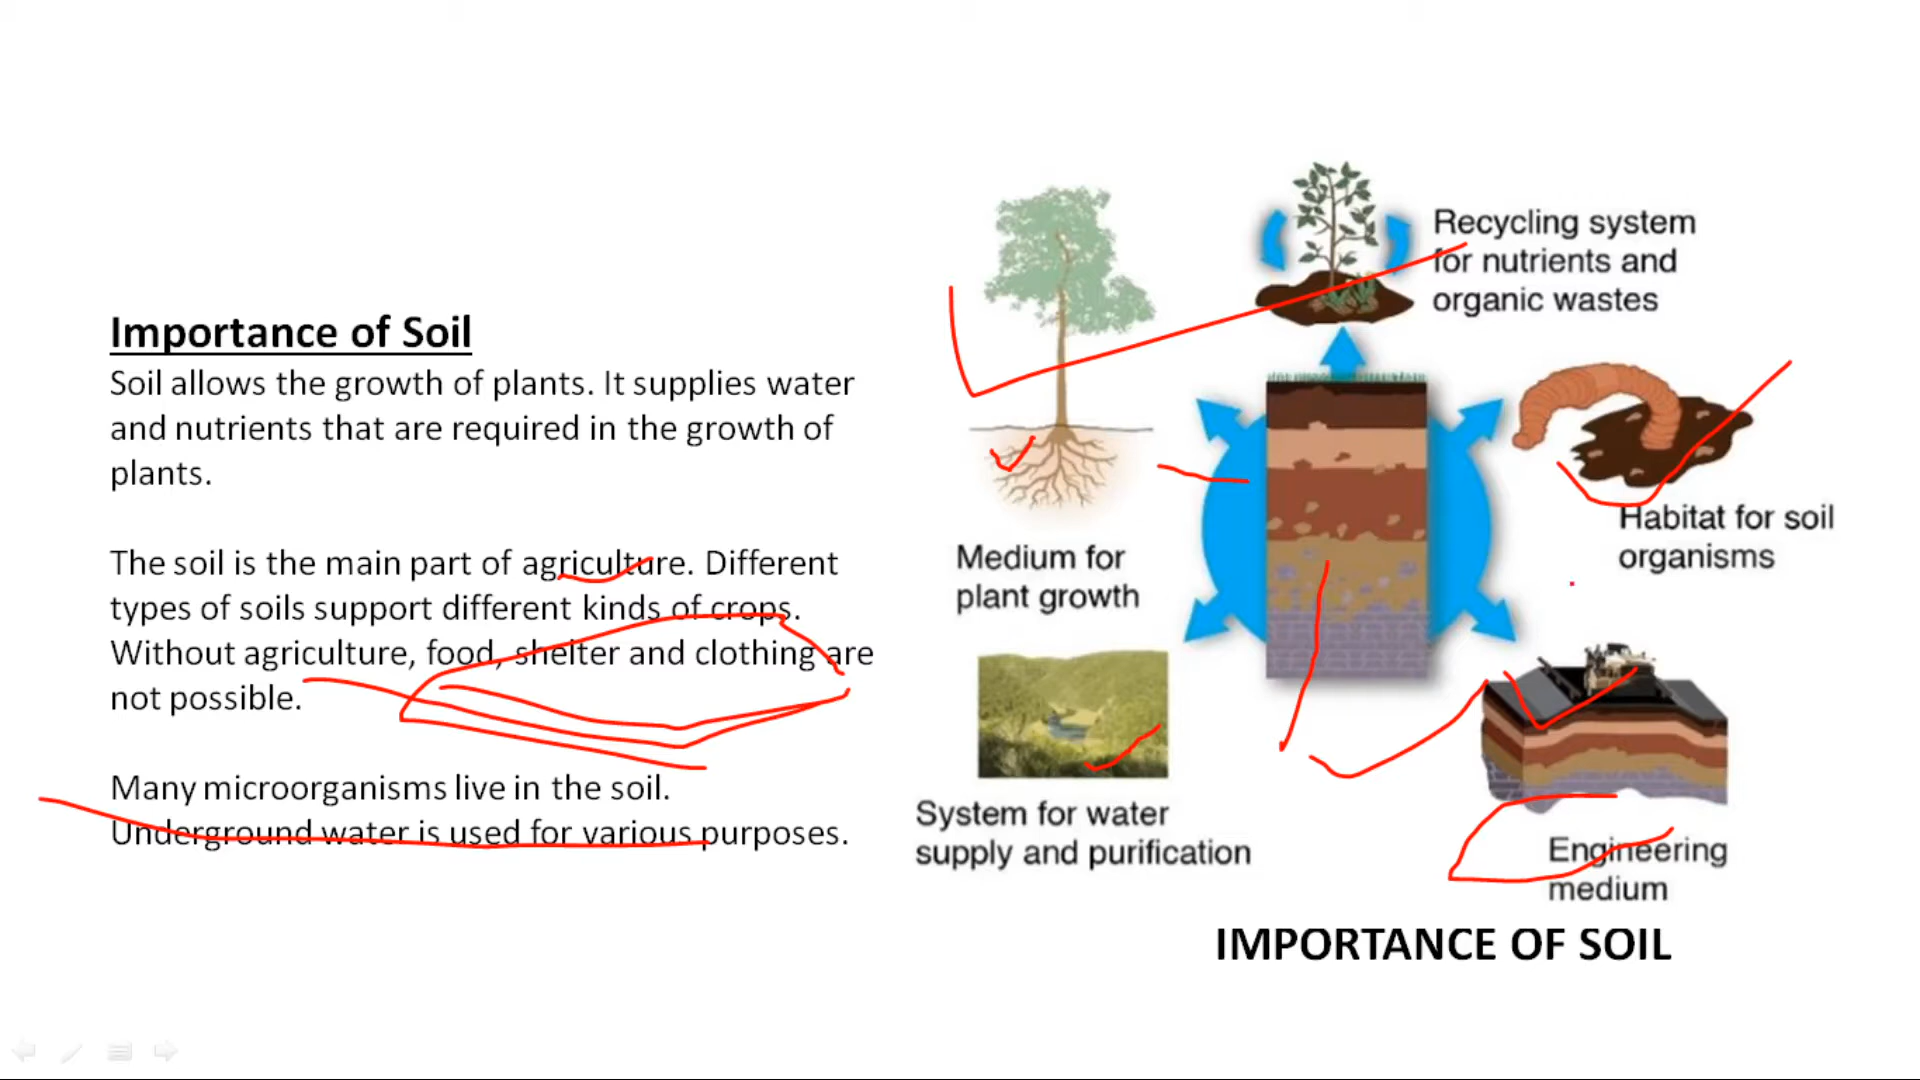 Importance of Soil
Soil allows the growth of plants. It supplies water
and nutrients that are required in the growth of
plants.
The soil is the main part of agriculture. Different
types of soils support different kinds of crops.
Without agriculture, food, shelter and clothing are
not possible.
Many microorganisms live in the soil.
Underground water is used for various purposes.
Recycling system
for nutrients and
organic wastes
Medium for
plant growth
Habitat for soil
organisms
System for water
supply and purification
Engineering
medium
IMPORTANCE OF SOIL